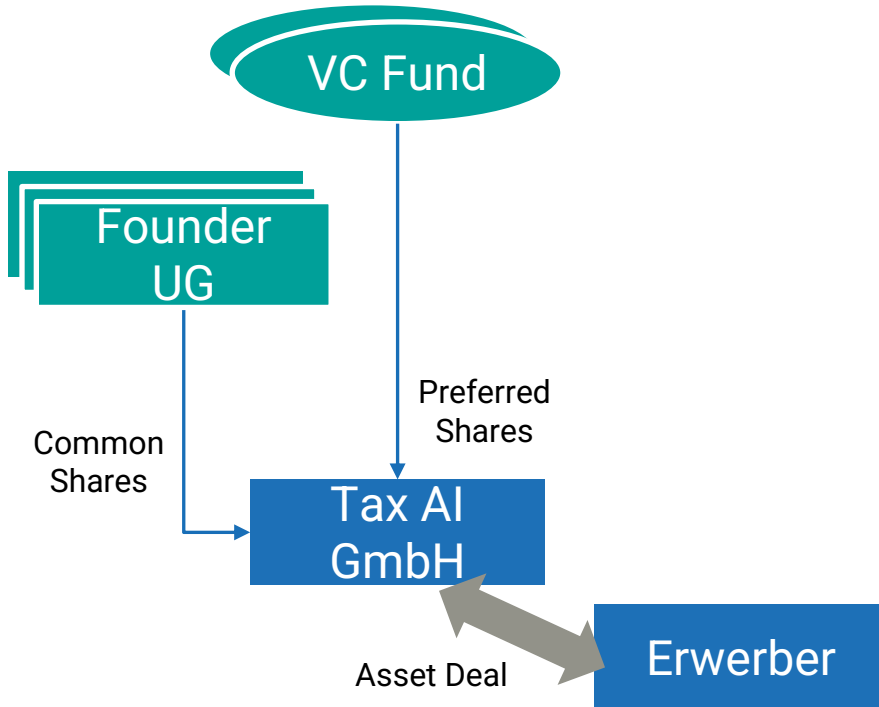 VC Fund
Founder
UG
Preferred
Shares
Common
Shares
Tax AI
GmbH
Asset Deal
Erwerber